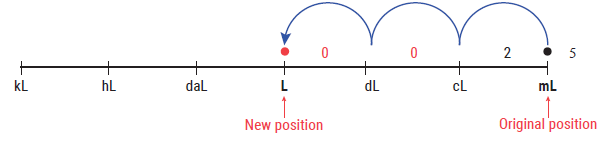 0 0 2 5
kL hL daL L dL cL mL
New position Original position